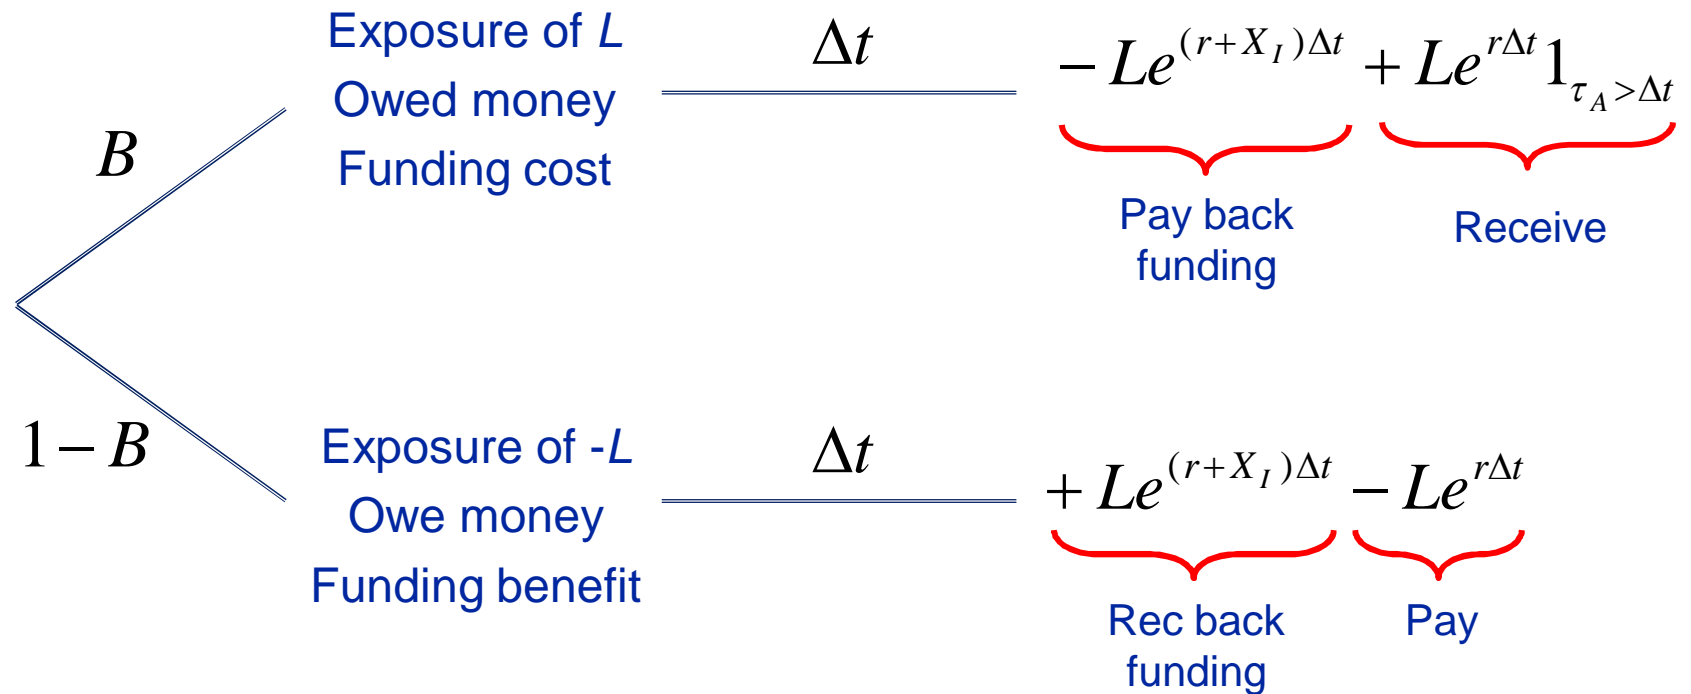 Exposure of L
Owed money
Funding cost
B
Δt
− Le^{(r+X_I)Δt} + Le^{rΔt} 1_{τ_A>Δt}
Pay back
funding
Receive
1 − B
Exposure of -L
Owe money
Funding benefit
Δt
+ Le^{(r+X_I)Δt} − Le^{rΔt}
Rec back
funding
Pay